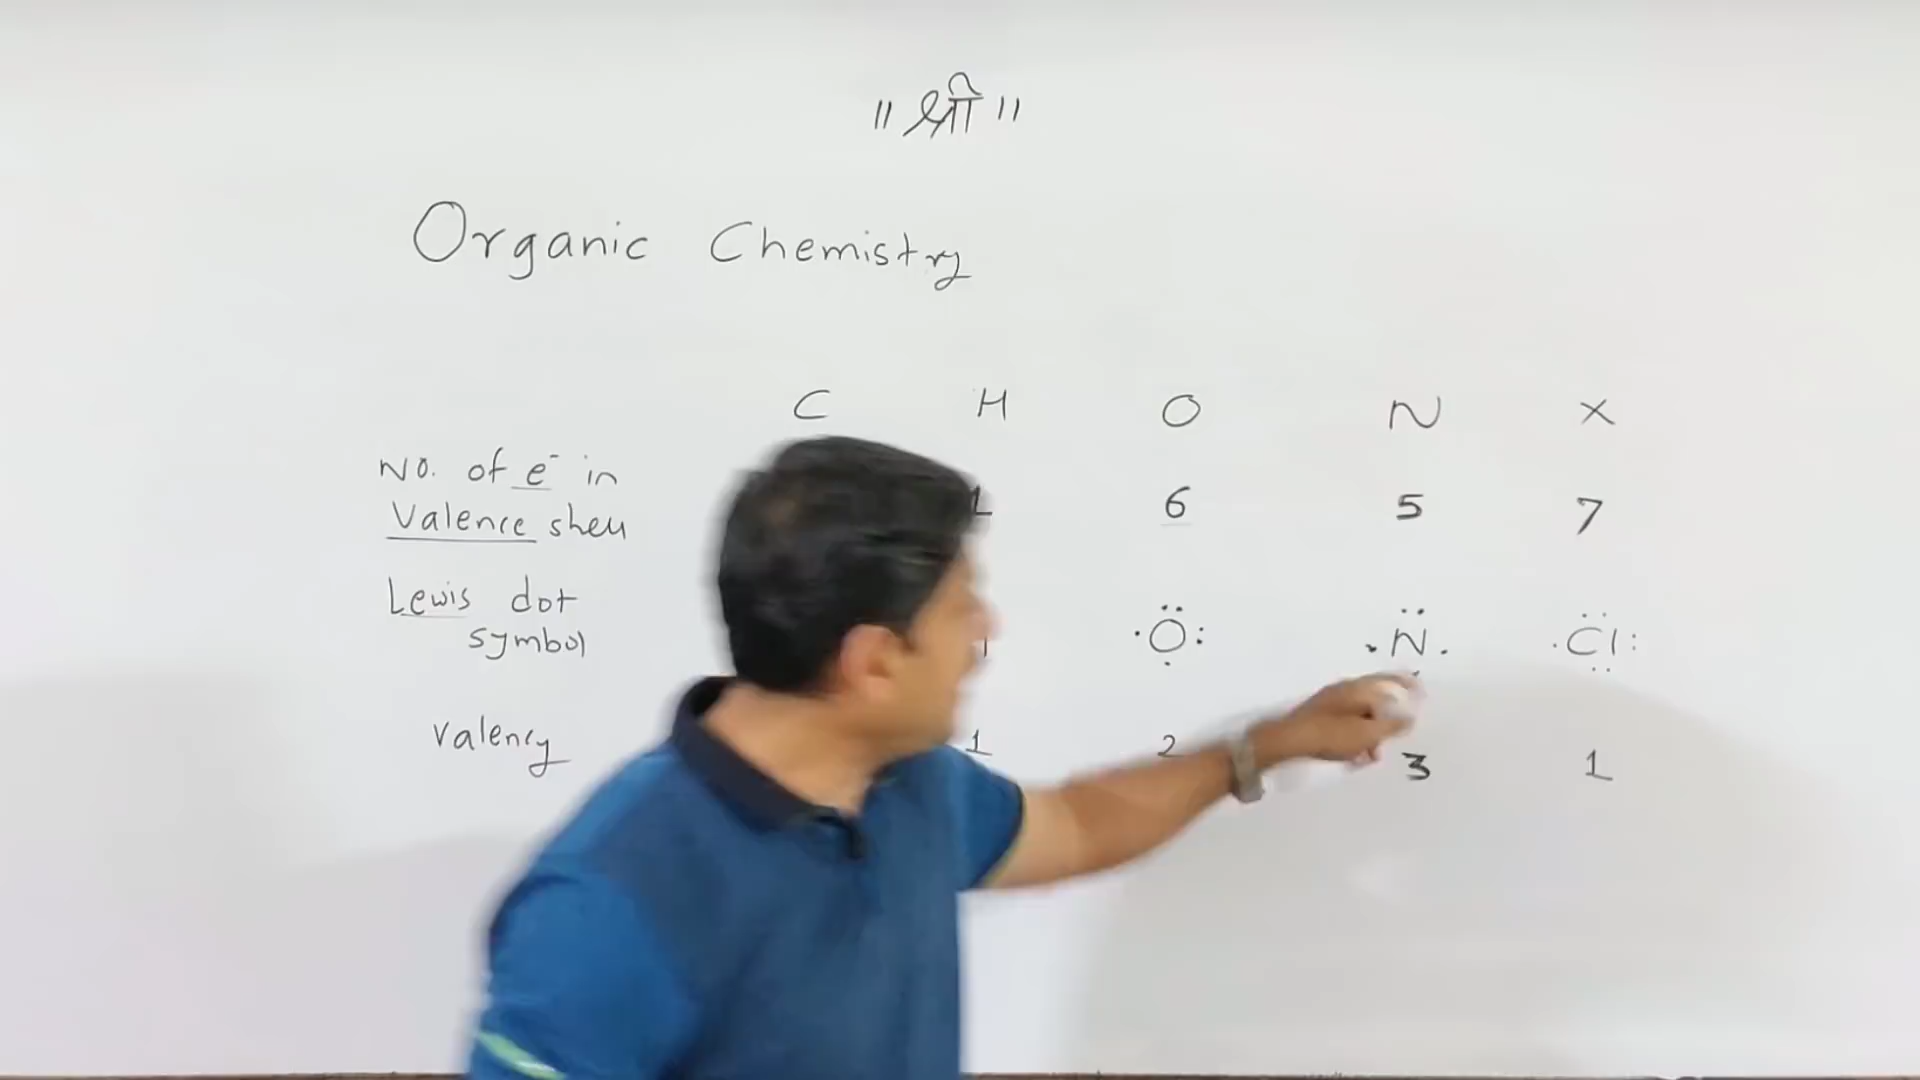 ॥ श्री ॥
Organic Chemistry
C H O N X
No. of e⁻ in
Valence shell 1 6 5 7
Lewis dot
symbol O N Cl
Valency 1 2 3 1